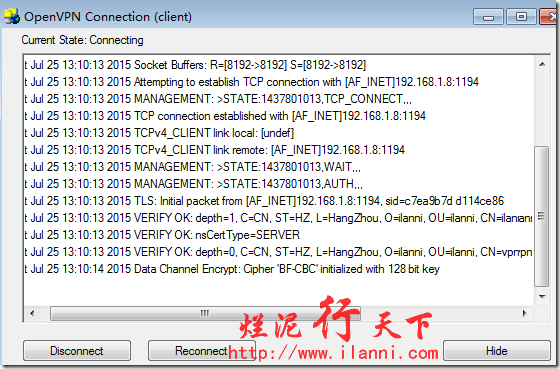 OpenVPN Connection (client)
Current State: Connecting
t Jul 25 13:10:13 2015 Socket Buffers: R=[8192->8192] S=[8192->8192]
t Jul 25 13:10:13 2015 Attempting to establish TCP connection with [AF_INET]192.168.1.8:1194
t Jul 25 13:10:13 2015 MANAGEMENT: >STATE:1437801013,TCP_CONNECT,,,
t Jul 25 13:10:13 2015 TCP connection established with [AF_INET]192.168.1.8:1194
t Jul 25 13:10:13 2015 TCPv4_CLIENT link local: [undef]
t Jul 25 13:10:13 2015 TCPv4_CLIENT link remote: [AF_INET]192.168.1.8:1194
t Jul 25 13:10:13 2015 MANAGEMENT: >STATE:1437801013,WAIT,,,
t Jul 25 13:10:13 2015 MANAGEMENT: >STATE:1437801013,AUTH,,,
t Jul 25 13:10:13 2015 TLS: Initial packet from [AF_INET]192.168.1.8:1194, sid=c7ea9b7d d114ce86
t Jul 25 13:10:13 2015 VERIFY OK: depth=1, C=CN, ST=HZ, L=HangZhou, O=ilanni, OU=ilanni,
t Jul 25 13:10:13 2015 VERIFY OK: nsCertType=SERVER
t Jul 25 13:10:13 2015 VERIFY OK: depth=0, C=CN, ST=HZ, L=HangZhou, O=ilanni, OU=ilanni,
t Jul 25 13:10:14 2015 Data Channel Encrypt: Cipher 'BF-CBC' initialized with 128 bit key
烂泥行天下
Disconnect Reconnect Hide
http://www.ilanni.com